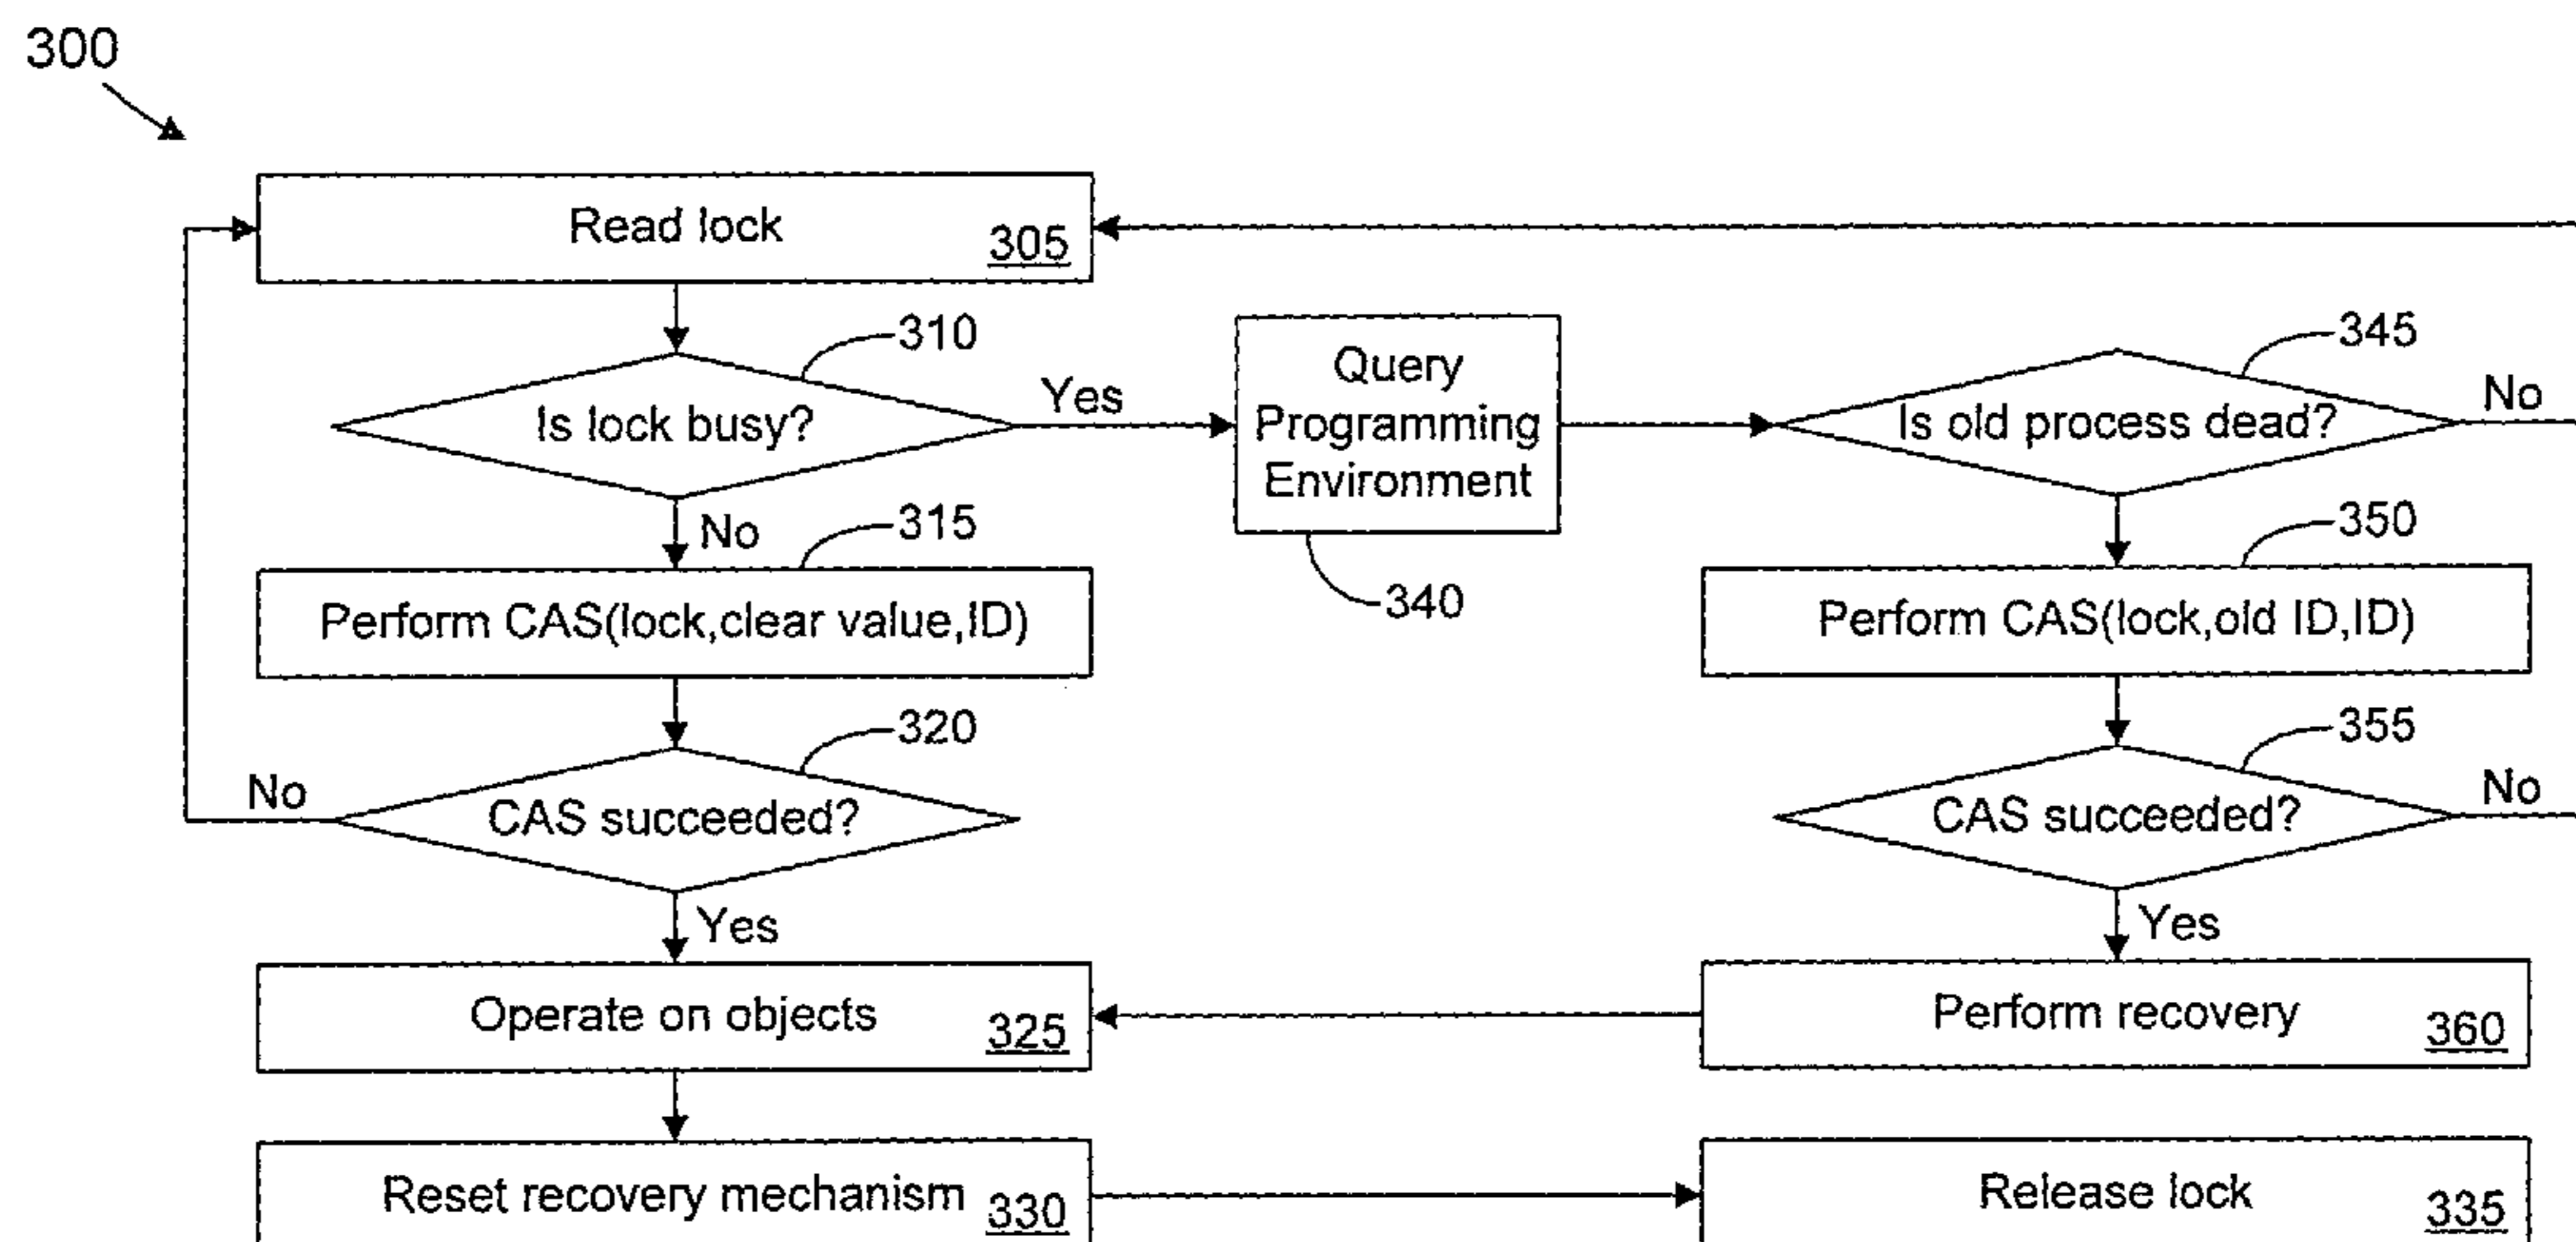 300
Read lock
305
310
Is lock busy?
Yes
No
315
Perform CAS(lock,clear value,ID)
320
CAS succeeded?
No
Yes
Operate on objects
325
Reset recovery mechanism
330
Query
Programming
Environment
340
345
Is old process dead?
No
350
Perform CAS(lock,old ID,ID)
355
CAS succeeded?
No
Yes
Perform recovery
360
Release lock
335